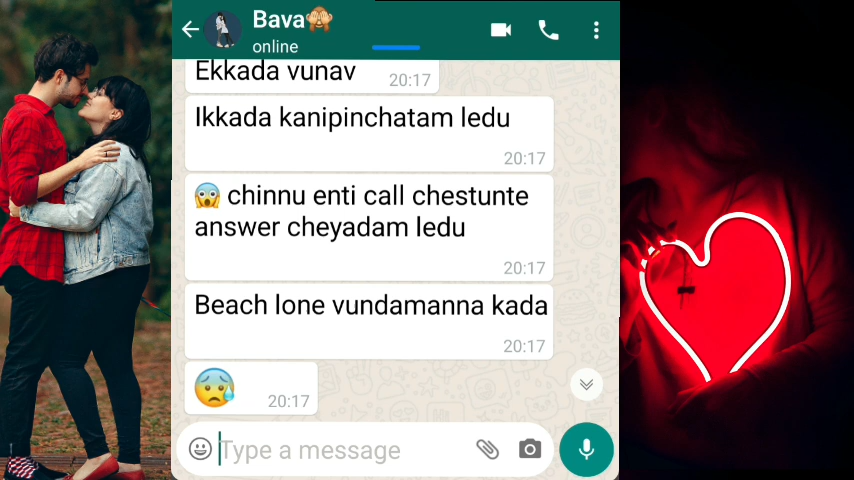 Bava🙈
online
Ekkada vunav
20:17
Ikkada kanipinchatam ledu
20:17
😱 chinnu enti call chestunte
answer cheyadam ledu
20:17
Beach lone vundamanna kada
20:17
😰
20:17
Type a message